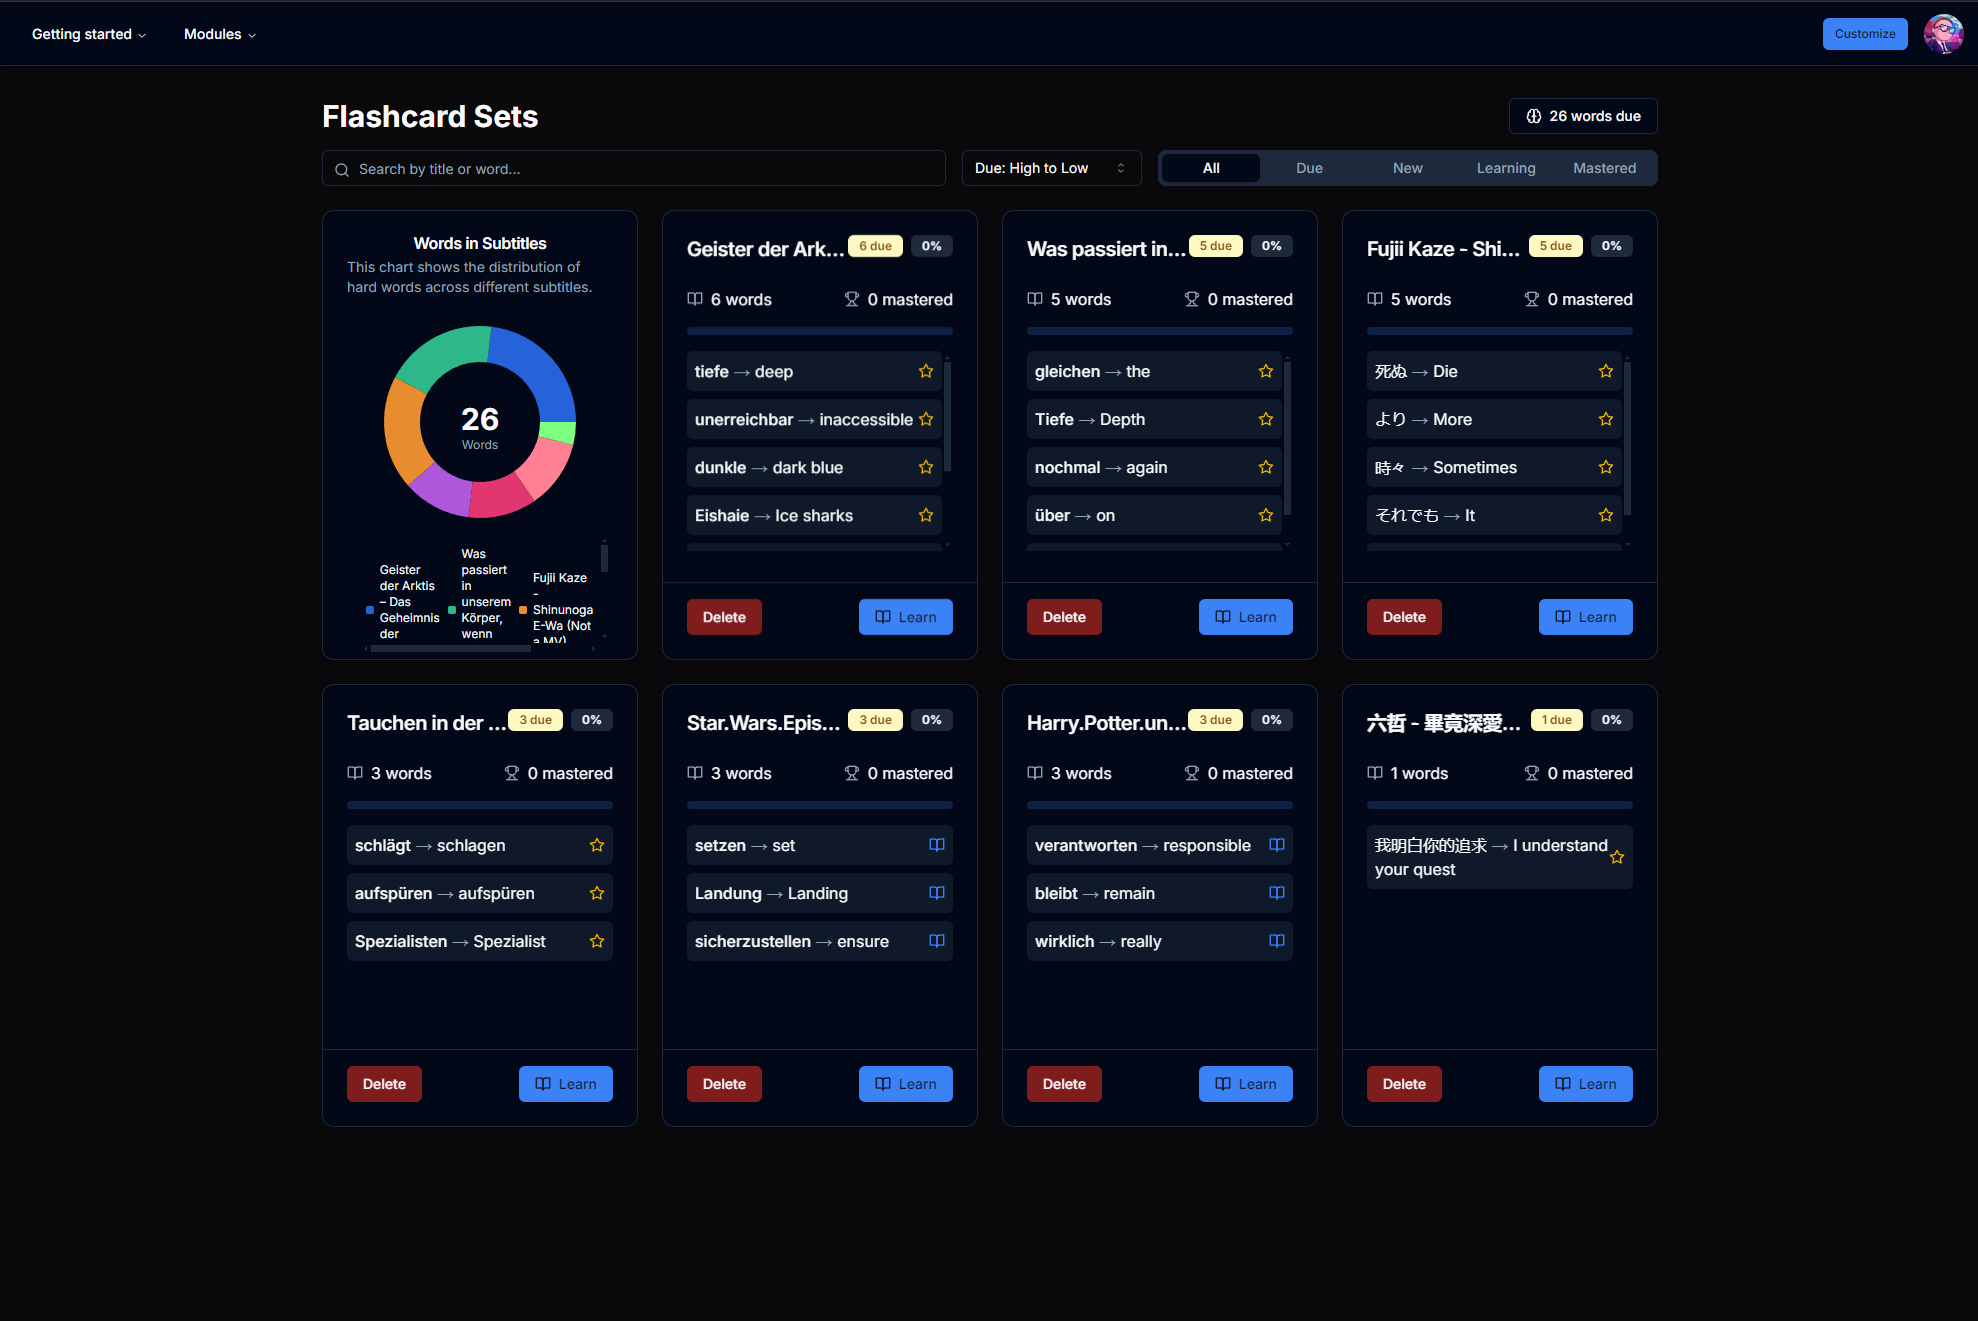 Getting started
Modules
Customize
Flashcard Sets
26 words due
Search by title or word...
Due: High to Low
All
Due
New
Learning
Mastered
Words in Subtitles
This chart shows the distribution of
hard words across different subtitles.
26
Words
Geister
der Arktis
– Das
Geheimnis
der
Was
passiert
in
unserem
Körper,
wenn
Fujii Kaze
-
Shinunoga
E-Wa (Not
a MV)
Geister der Ark...
6 due
0%
6 words
0 mastered
tiefe → deep
unerreichbar → inaccessible
dunkle → dark blue
Eishaie → Ice sharks
Delete
Learn
Was passiert in...
5 due
0%
5 words
0 mastered
gleichen → the
Tiefe → Depth
nochmal → again
über → on
Delete
Learn
Fujii Kaze - Shi...
5 due
0%
5 words
0 mastered
死ぬ → Die
より → More
時々 → Sometimes
それでも → It
Delete
Learn
Tauchen in der ...
3 due
0%
3 words
0 mastered
schlägt → schlagen
aufspüren → aufspüren
Spezialisten → Spezialist
Delete
Learn
Star.Wars.Epis...
3 due
0%
3 words
0 mastered
setzen → set
Landung → Landing
sicherzustellen → ensure
Delete
Learn
Harry.Potter.un...
3 due
0%
3 words
0 mastered
verantworten → responsible
bleibt → remain
wirklich → really
Delete
Learn
六哲 - 畢竟深愛...
1 due
0%
1 words
0 mastered
我明白你的追求 → I understand
your quest
Delete
Learn